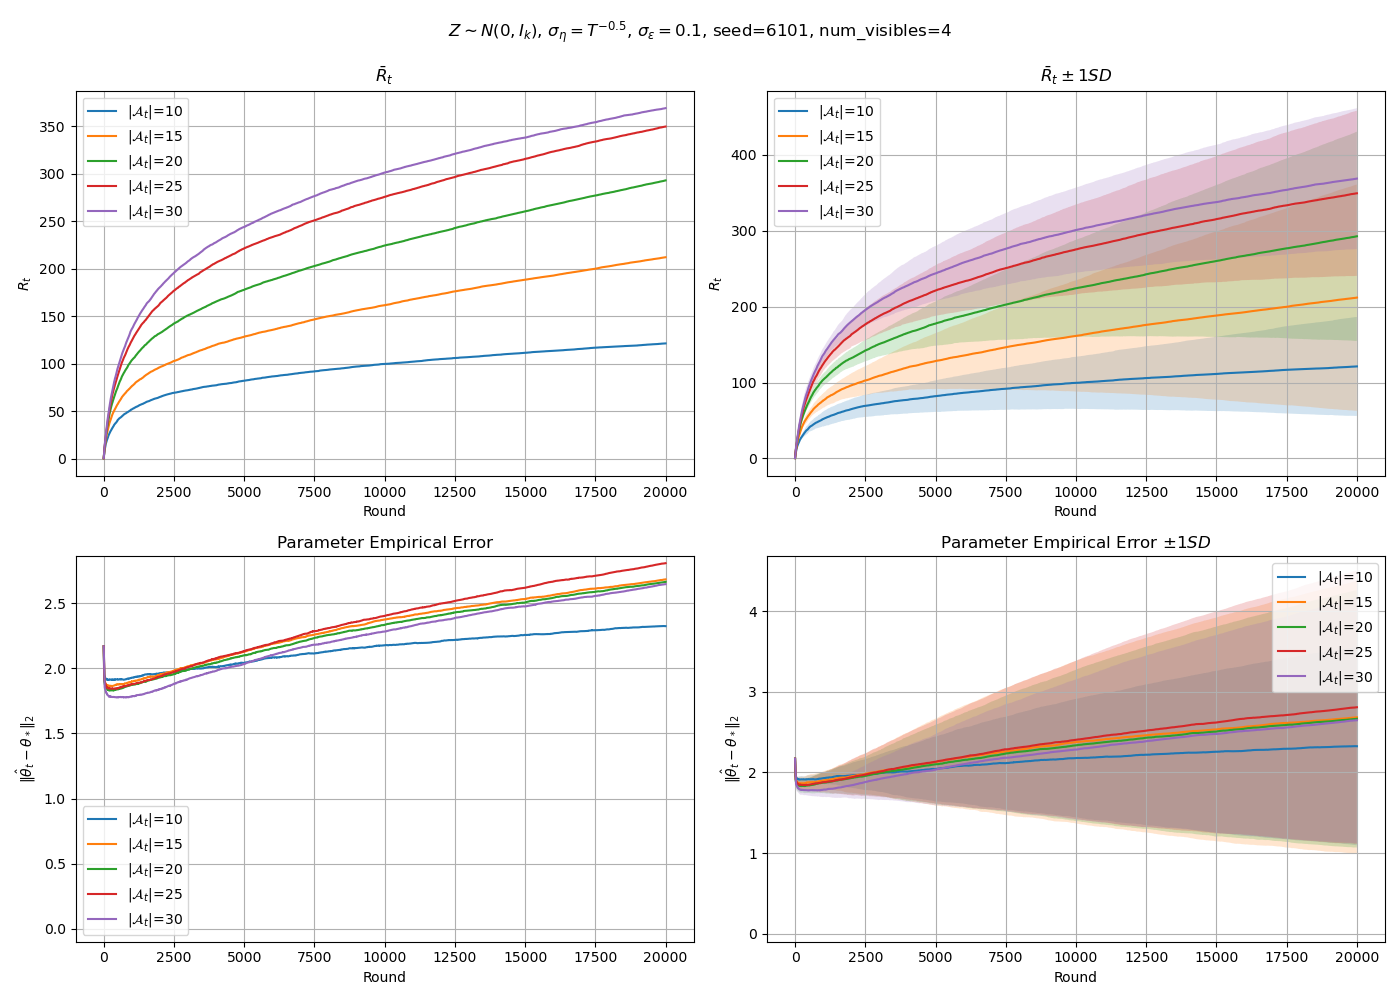 Z ∼ N(0, I_k), σ_η = T^{−0.5}, σ_ε = 0.1, seed=6101, num_visibles=4
R̄_t
R_t
350
300
250
200
150
100
50
0
|𝒜_t|=10
|𝒜_t|=15
|𝒜_t|=20
|𝒜_t|=25
|𝒜_t|=30
0 2500 5000 7500 10000 12500 15000 17500 20000
Round
R̄_t ± 1SD
R_t
400
300
200
100
0
|𝒜_t|=10
|𝒜_t|=15
|𝒜_t|=20
|𝒜_t|=25
|𝒜_t|=30
0 2500 5000 7500 10000 12500 15000 17500 20000
Round
Parameter Empirical Error
‖θ̂_t − θ_*‖_2
2.5
2.0
1.5
1.0
0.5
0.0
|𝒜_t|=10
|𝒜_t|=15
|𝒜_t|=20
|𝒜_t|=25
|𝒜_t|=30
0 2500 5000 7500 10000 12500 15000 17500 20000
Round
Parameter Empirical Error ±1SD
‖θ̂_t − θ_*‖_2
4
3
2
1
0
|𝒜_t|=10
|𝒜_t|=15
|𝒜_t|=20
|𝒜_t|=25
|𝒜_t|=30
0 2500 5000 7500 10000 12500 15000 17500 20000
Round